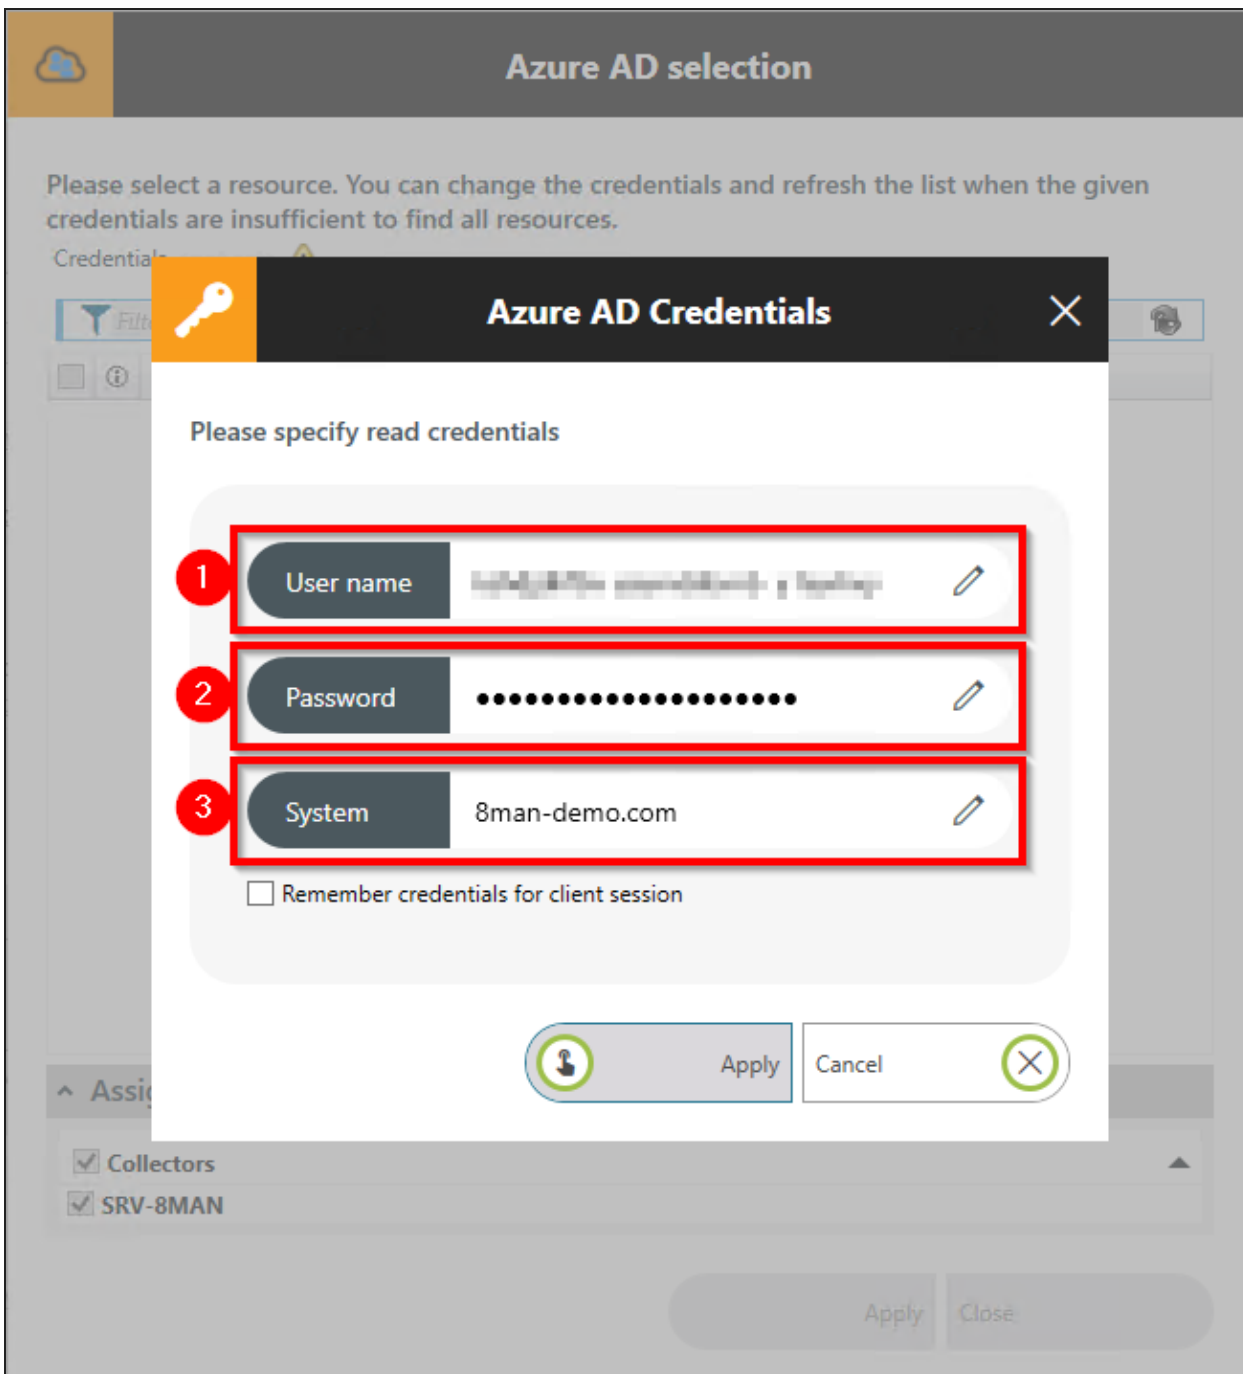 Azure AD selection
Please select a resource. You can change the credentials and refresh the list when the given
credentials are insufficient to find all resources.
Azure AD Credentials
Please specify read credentials
1 User name
2 Password ●●●●●●●●●●●●●●●●●●●●
3 System 8man-demo.com
Remember credentials for client session
Apply Cancel
Collectors
SRV-8MAN
Apply Close